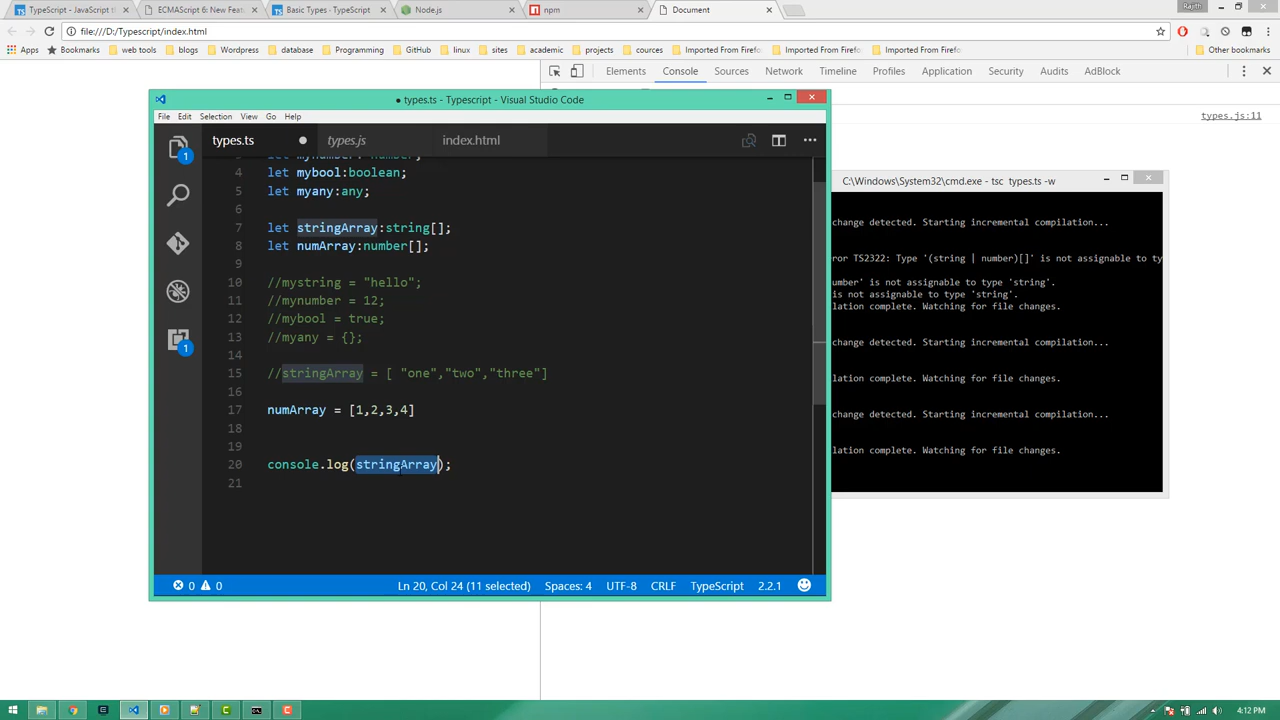 TypeScript - JavaScript th
ECMAScript 6: New Feat
Basic Types · TypeScript
Node.js
npm
Document
file:///D:/Typescript/index.html
Apps
Bookmarks
web tools
blogs
Wordpress
database
Programming
GitHub
linux
sites
academic
projects
cources
Imported From Firefo
Imported From Firefo
Imported From Firefo
Other bookmarks
Elements
Console
Sources
Network
Timeline
Profiles
Application
Security
Audits
AdBlock
types.js:11
● types.ts - Typescript - Visual Studio Code
File Edit Selection View Go Help
types.ts
types.js
index.html
4 let mybool:boolean;
5 let myany:any;
6
7 let stringArray:string[];
8 let numArray:number[];
9
10 //mystring = "hello";
11 //mynumber = 12;
12 //mybool = true;
13 //myany = {};
14
15 //stringArray = [ "one","two","three"]
16
17 numArray = [1,2,3,4]
18
19
20 console.log(stringArray);
21
0 0
Ln 20, Col 24 (11 selected)
Spaces: 4
UTF-8
CRLF
TypeScript
2.2.1
C:\Windows\System32\cmd.exe - tsc types.ts -w
change detected. Starting incremental compilation...
ror TS2322: Type '(string | number)[]' is not assignable to ty
umber' is not assignable to type 'string'.
is not assignable to type 'string'.
lation complete. Watching for file changes.
change detected. Starting incremental compilation...
lation complete. Watching for file changes.
change detected. Starting incremental compilation...
lation complete. Watching for file changes.
4:12 PM